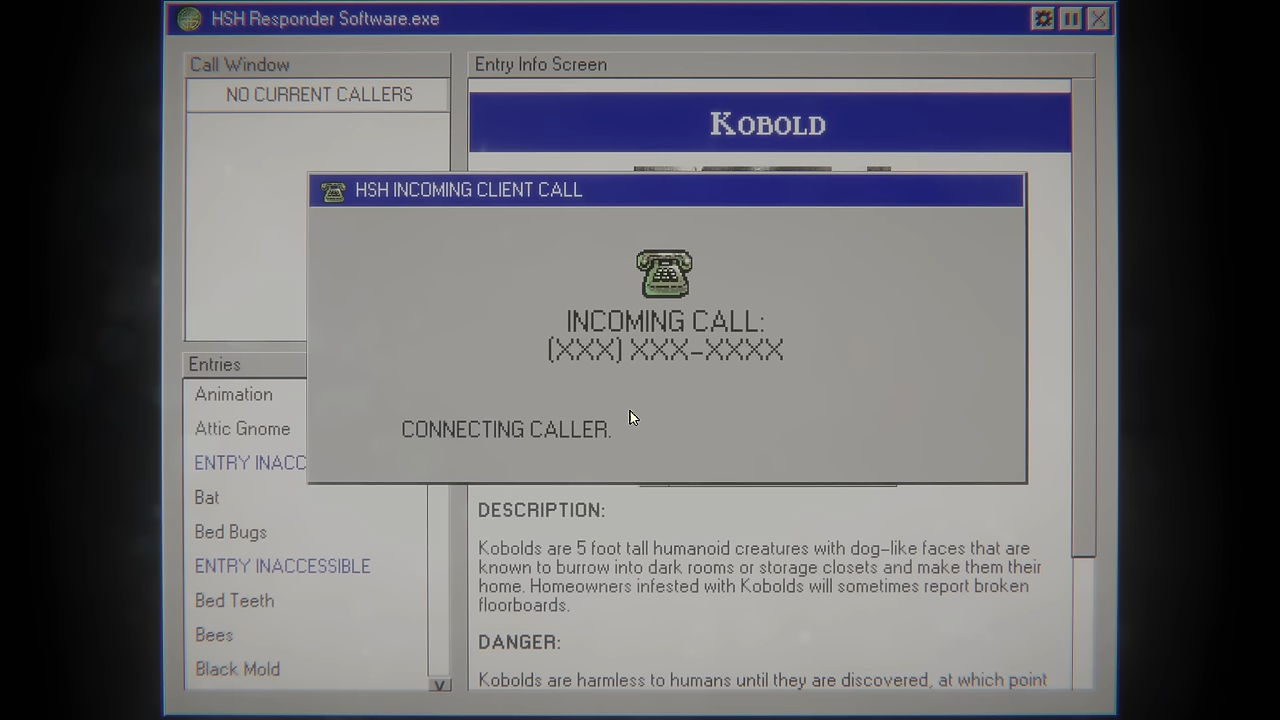 HSH Responder Software.exe
Call Window
NO CURRENT CALLERS
Entry Info Screen
KOBOLD
HSH INCOMING CLIENT CALL
INCOMING CALL:
(XXX) XXX-XXXX
CONNECTING CALLER.
Entries
Animation
Attic Gnome
ENTRY INACC
Bat
Bed Bugs
ENTRY INACCESSIBLE
Bed Teeth
Bees
Black Mold
V
DESCRIPTION:
Kobolds are 5 foot tall humanoid creatures with dog-like faces that are
known to burrow into dark rooms or storage closets and make them their
home. Homeowners infested with Kobolds will sometimes report broken
floorboards.
DANGER:
Kobolds are harmless to humans until they are discovered, at which point